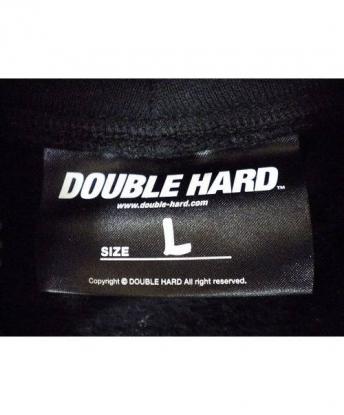 DOUBLE HARD™
www.double-hard.com
SIZE L
Copyright © DOUBLE HARD All right reserved.